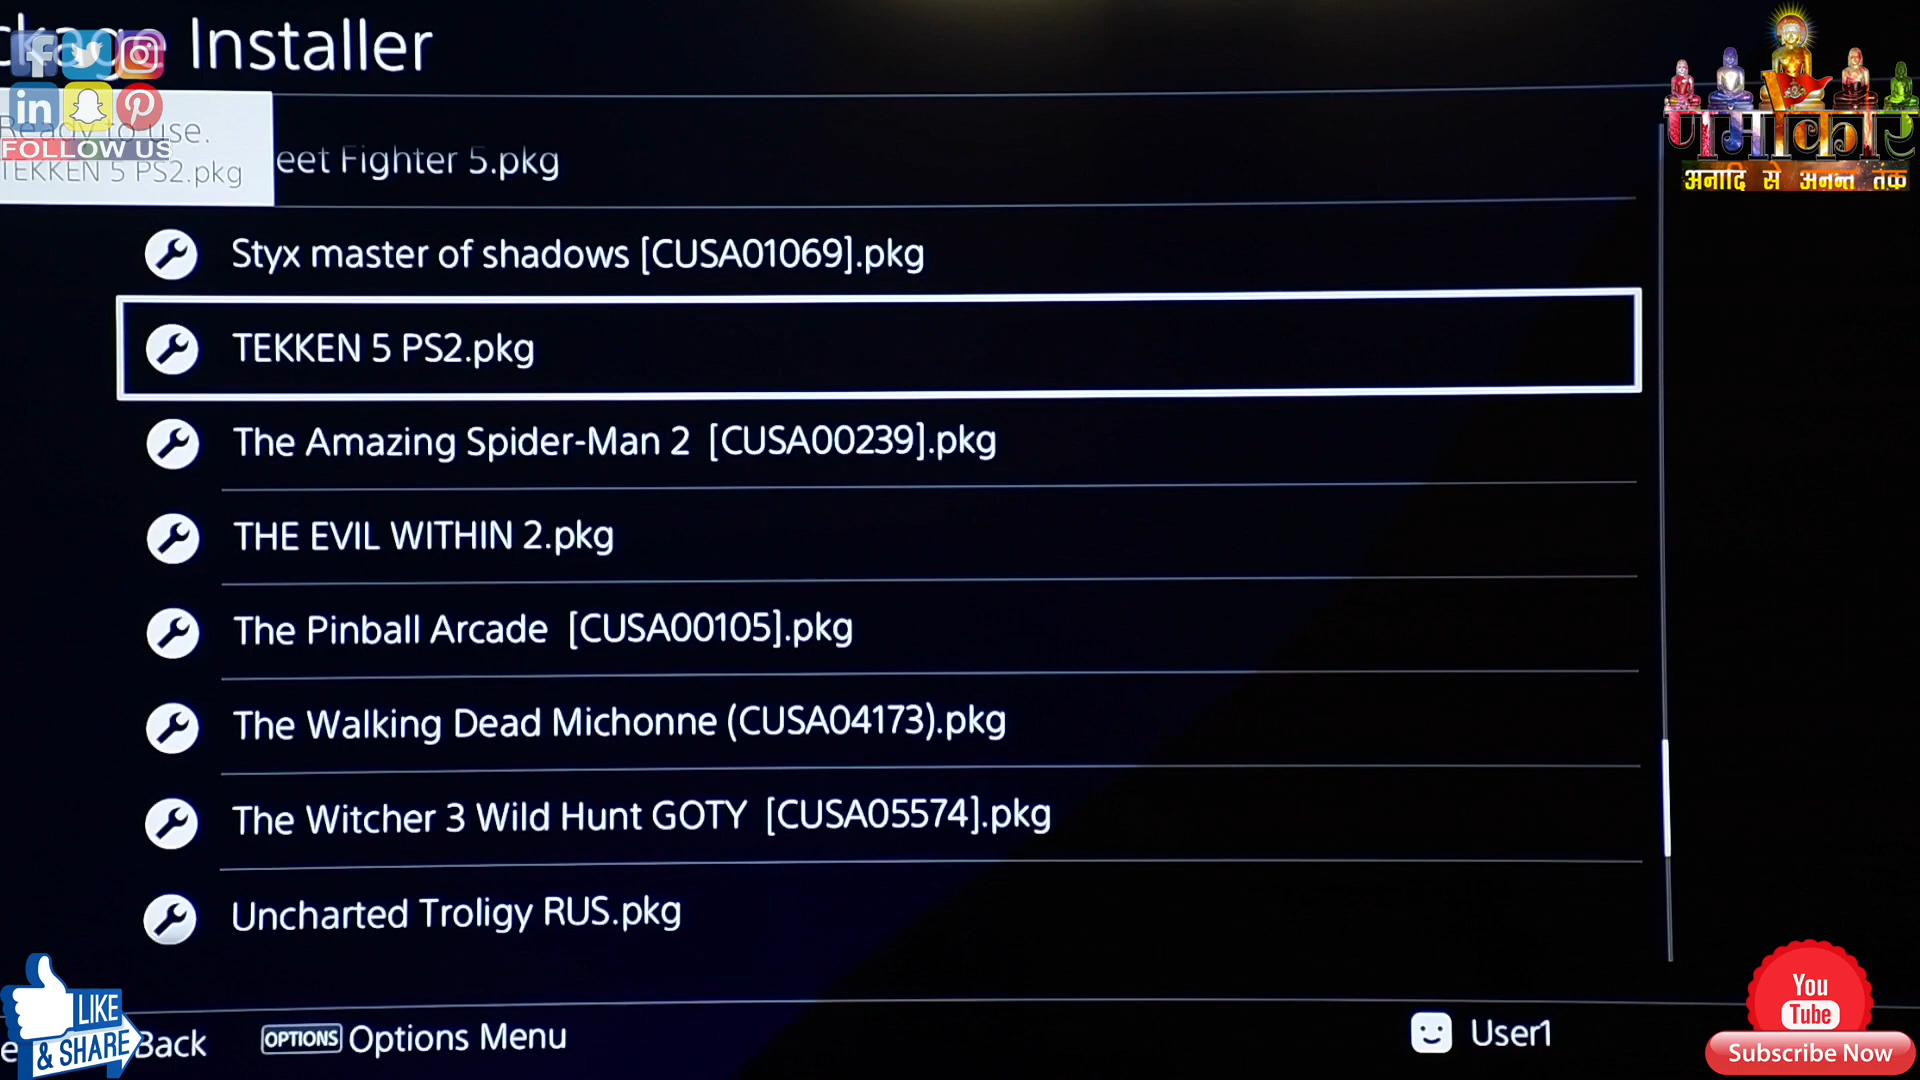 Installer
FOLLOW US
Ready to use.
TEKKEN 5 PS2.pkg
eet Fighter 5.pkg
णमोकार
अनादि से अनन्त तक
Styx master of shadows [CUSA01069].pkg
TEKKEN 5 PS2.pkg
The Amazing Spider-Man 2 [CUSA00239].pkg
THE EVIL WITHIN 2.pkg
The Pinball Arcade [CUSA00105].pkg
The Walking Dead Michonne (CUSA04173).pkg
The Witcher 3 Wild Hunt GOTY [CUSA05574].pkg
Uncharted Troligy RUS.pkg
LIKE
& SHARE
Back
OPTIONS Options Menu
User1
You
Tube
Subscribe Now